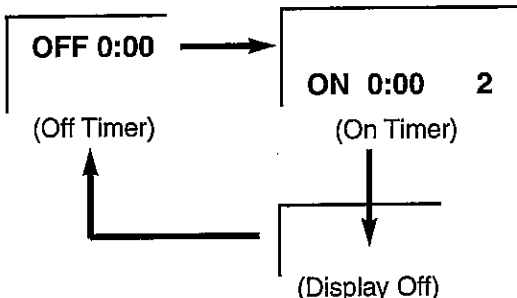 OFF 0:00
(Off Timer)
ON 0:00 2
(On Timer)
(Display Off)